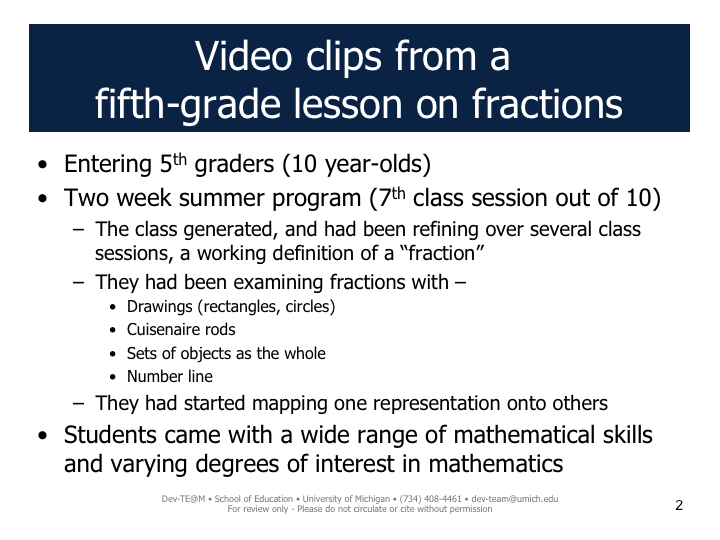 Video clips from a
fifth-grade lesson on fractions
• Entering 5th graders (10 year-olds)
• Two week summer program (7th class session out of 10)
– The class generated, and had been refining over several class
sessions, a working definition of a “fraction”
– They had been examining fractions with –
• Drawings (rectangles, circles)
• Cuisenaire rods
• Sets of objects as the whole
• Number line
– They had started mapping one representation onto others
• Students came with a wide range of mathematical skills
and varying degrees of interest in mathematics
Dev-TE@M • School of Education • University of Michigan • (734) 408-4461 • dev-team@umich.edu
For review only - Please do not circulate or cite without permission
2